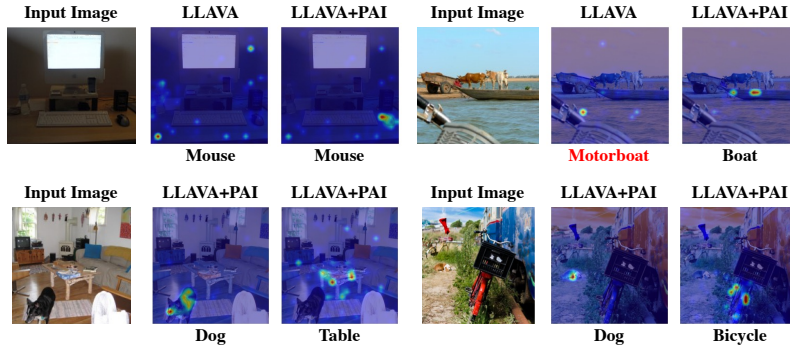 Input Image LLAVA LLAVA+PAI Input Image LLAVA LLAVA+PAI
Mouse Mouse Motorboat Boat
Input Image LLAVA+PAI LLAVA+PAI Input Image LLAVA+PAI LLAVA+PAI
Dog Table Dog Bicycle